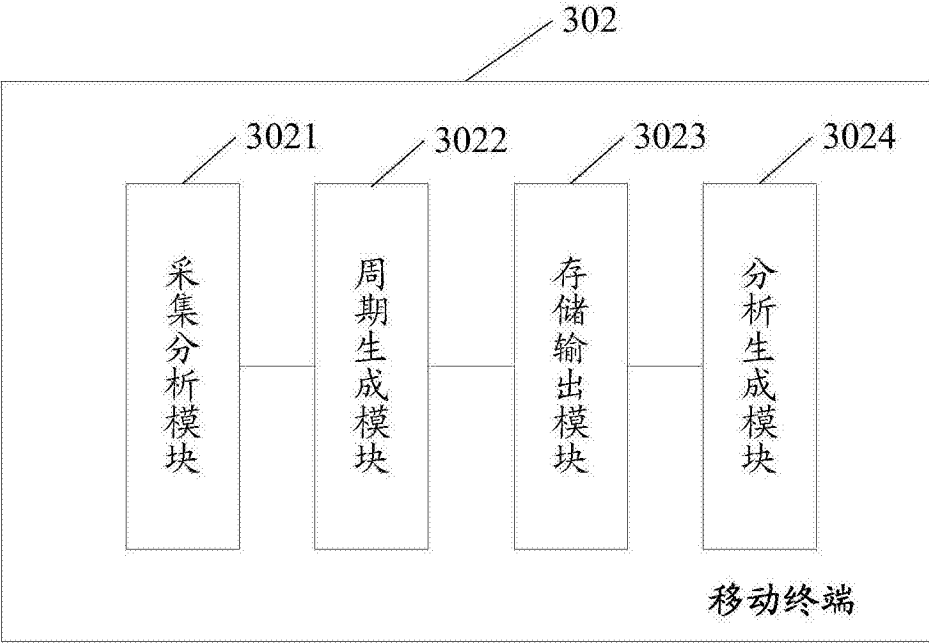 302
3021
3022
3023
3024
采集分析模块
周期生成模块
存储输出模块
分析生成模块
移动终端